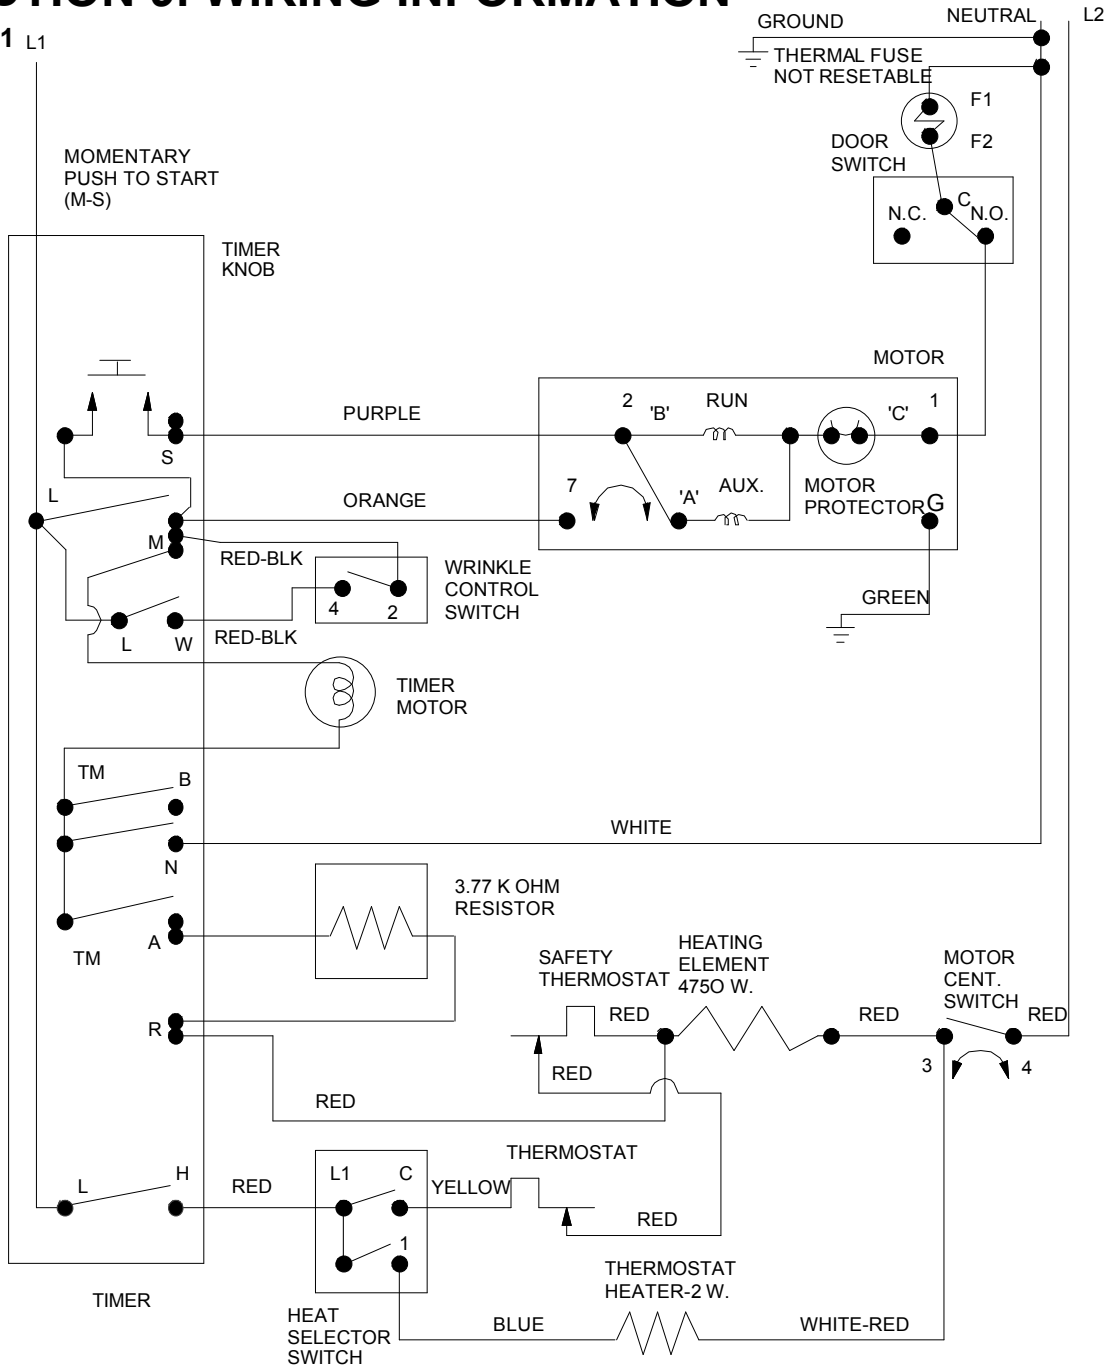 WIRING INFORMATION
1
L1
GROUND
NEUTRAL
L2
THERMAL FUSE
NOT RESETABLE
F1
F2
DOOR
SWITCH
C
N.C.
N.O.
MOMENTARY
PUSH TO START
(M-S)
TIMER
KNOB
MOTOR
PURPLE
2
'B'
RUN
'C'
1
S
L
ORANGE
7
'A'
AUX.
MOTOR
PROTECTOR
G
M
RED-BLK
WRINKLE
CONTROL
SWITCH
4
2
GREEN
L
W
RED-BLK
TIMER
MOTOR
TM
B
WHITE
N
3.77 K OHM
RESISTOR
A
TM
SAFETY
THERMOSTAT
HEATING
ELEMENT
475O W.
MOTOR
CENT.
SWITCH
R
RED
RED
RED
3
4
RED
RED
THERMOSTAT
L
H
RED
L1
C
YELLOW
RED
1
THERMOSTAT
HEATER-2 W.
TIMER
HEAT
SELECTOR
SWITCH
BLUE
WHITE-RED